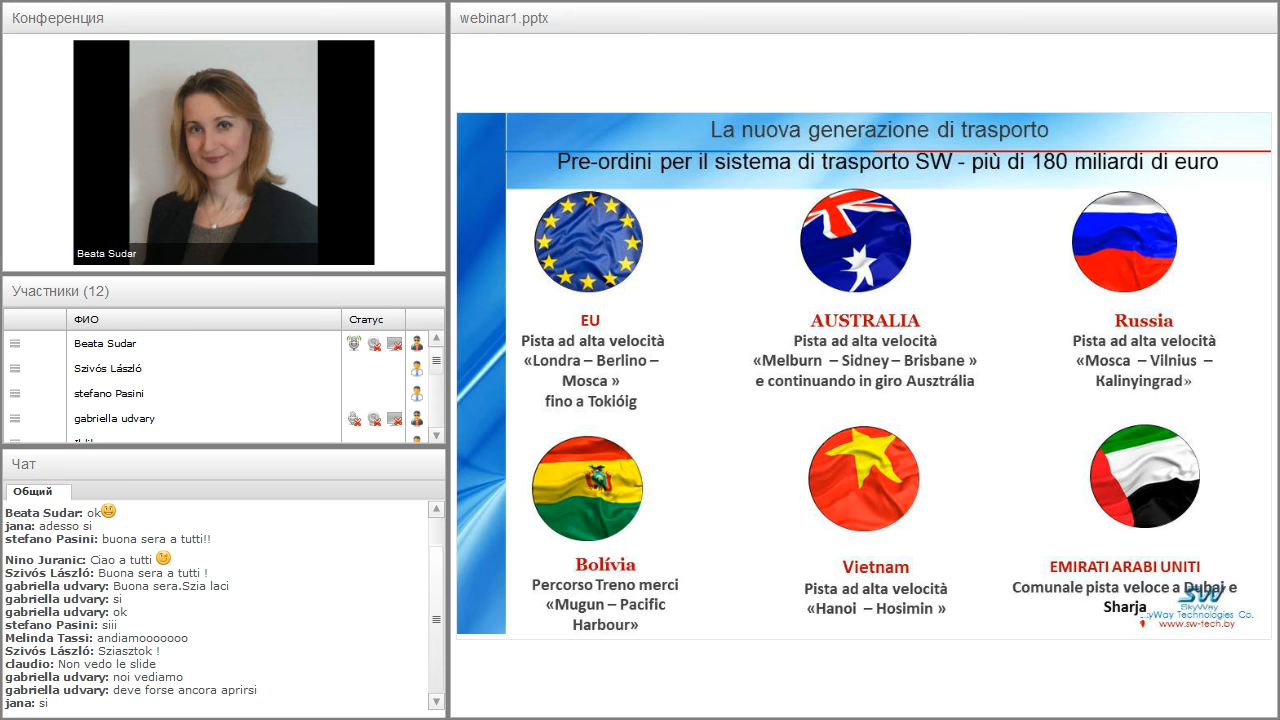 Конференция
Beata Sudar
Участники (12)
ФИО
Статус
Beata Sudar
Szivós László
stefano Pasini
gabriella udvary
Чат
Общий
Beata Sudar: ok
jana: adesso si
stefano Pasini: buona sera a tutti!!
Nino Juranic: Ciao a tutti
Szivós László: Buona sera a tutti !
gabriella udvary: Buona sera.Szia laci
gabriella udvary: si
gabriella udvary: ok
stefano Pasini: siii
Melinda Tassi: andiamooooooo
Szivós László: Sziasztok !
claudio: Non vedo le slide
gabriella udvary: noi vediamo
gabriella udvary: deve forse ancora aprirsi
jana: si
webinar1.pptx
La nuova generazione di trasporto
Pre-ordini per il sistema di trasporto SW - più di 180 miliardi di euro
EU
Pista ad alta velocità
«Londra – Berlino –
Mosca »
fino a Tokióig
AUSTRALIA
Pista ad alta velocità
«Melburn – Sidney – Brisbane »
e continuando in giro Ausztrália
Russia
Pista ad alta velocità
«Mosca – Vilnius –
Kalinyingrad»
Bolívia
Percorso Treno merci
«Mugun – Pacific
Harbour»
Vietnam
Pista ad alta velocità
«Hanoi – Hosimin »
EMIRATI ARABI UNITI
Comunale pista veloce a Dubai e
Sharja
SW
SkyWay
Technologies Co.
www.sw-tech.by